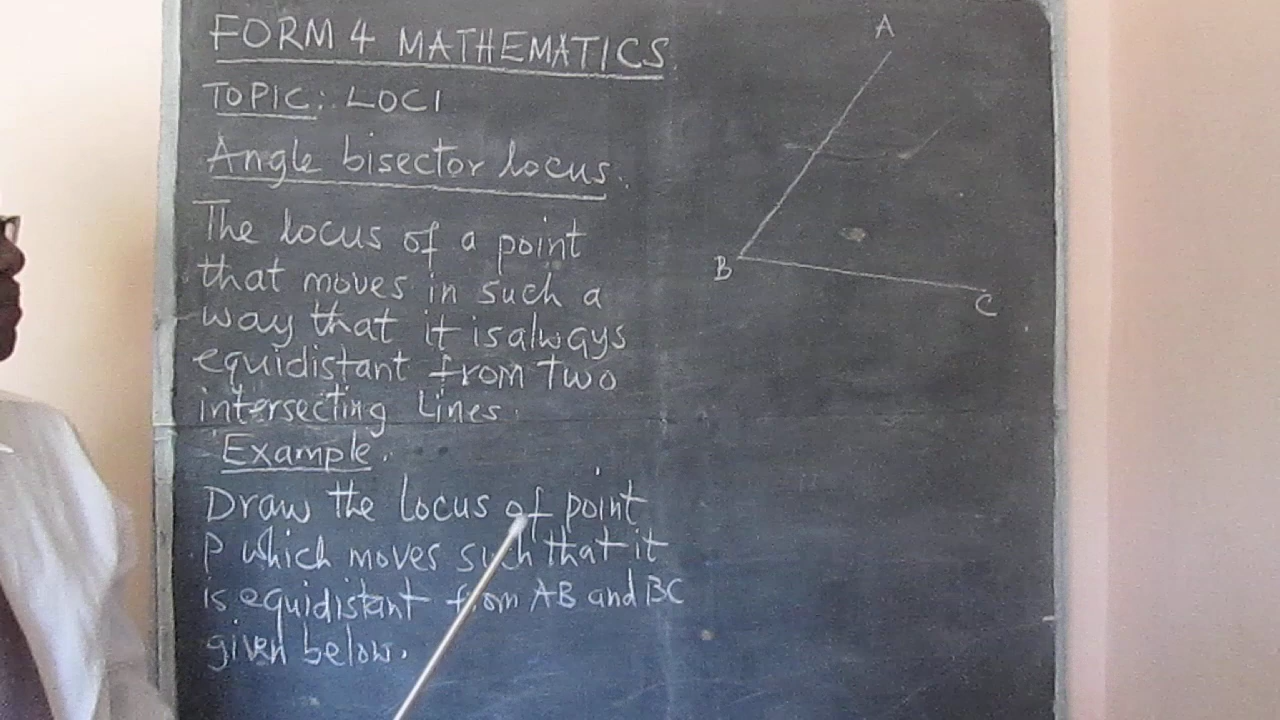 FORM 4 MATHEMATICS
TOPIC: LOCI
Angle bisector locus.
The locus of a point
that moves in such a
way that it is always
equidistant from two
intersecting Lines.
Example.
Draw the locus of point
P which moves such that it
is equidistant from AB and BC
given below.
A
B
C